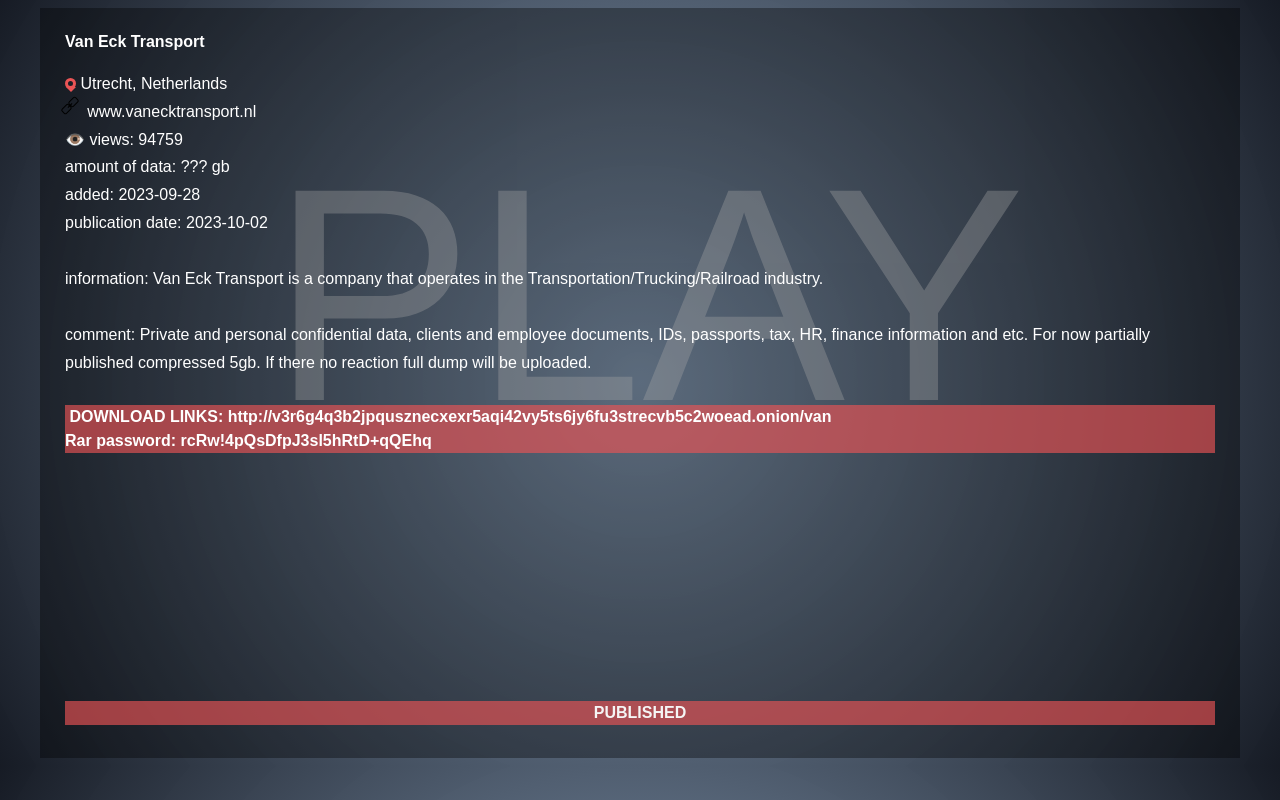 Van Eck Transport
Utrecht, Netherlands
www.vanecktransport.nl
views: 94759
amount of data: ??? gb
added: 2023-09-28
publication date: 2023-10-02
PLAY
information: Van Eck Transport is a company that operates in the Transportation/Trucking/Railroad industry.
comment: Private and personal confidential data, clients and employee documents, IDs, passports, tax, HR, finance information and etc. For now partially
published compressed 5gb. If there no reaction full dump will be uploaded.
DOWNLOAD LINKS: http://v3r6g4q3b2jpqusznecxexr5aqi42vy5ts6jy6fu3strecvb5c2woead.onion/van
Rar password:
PUBLISHED